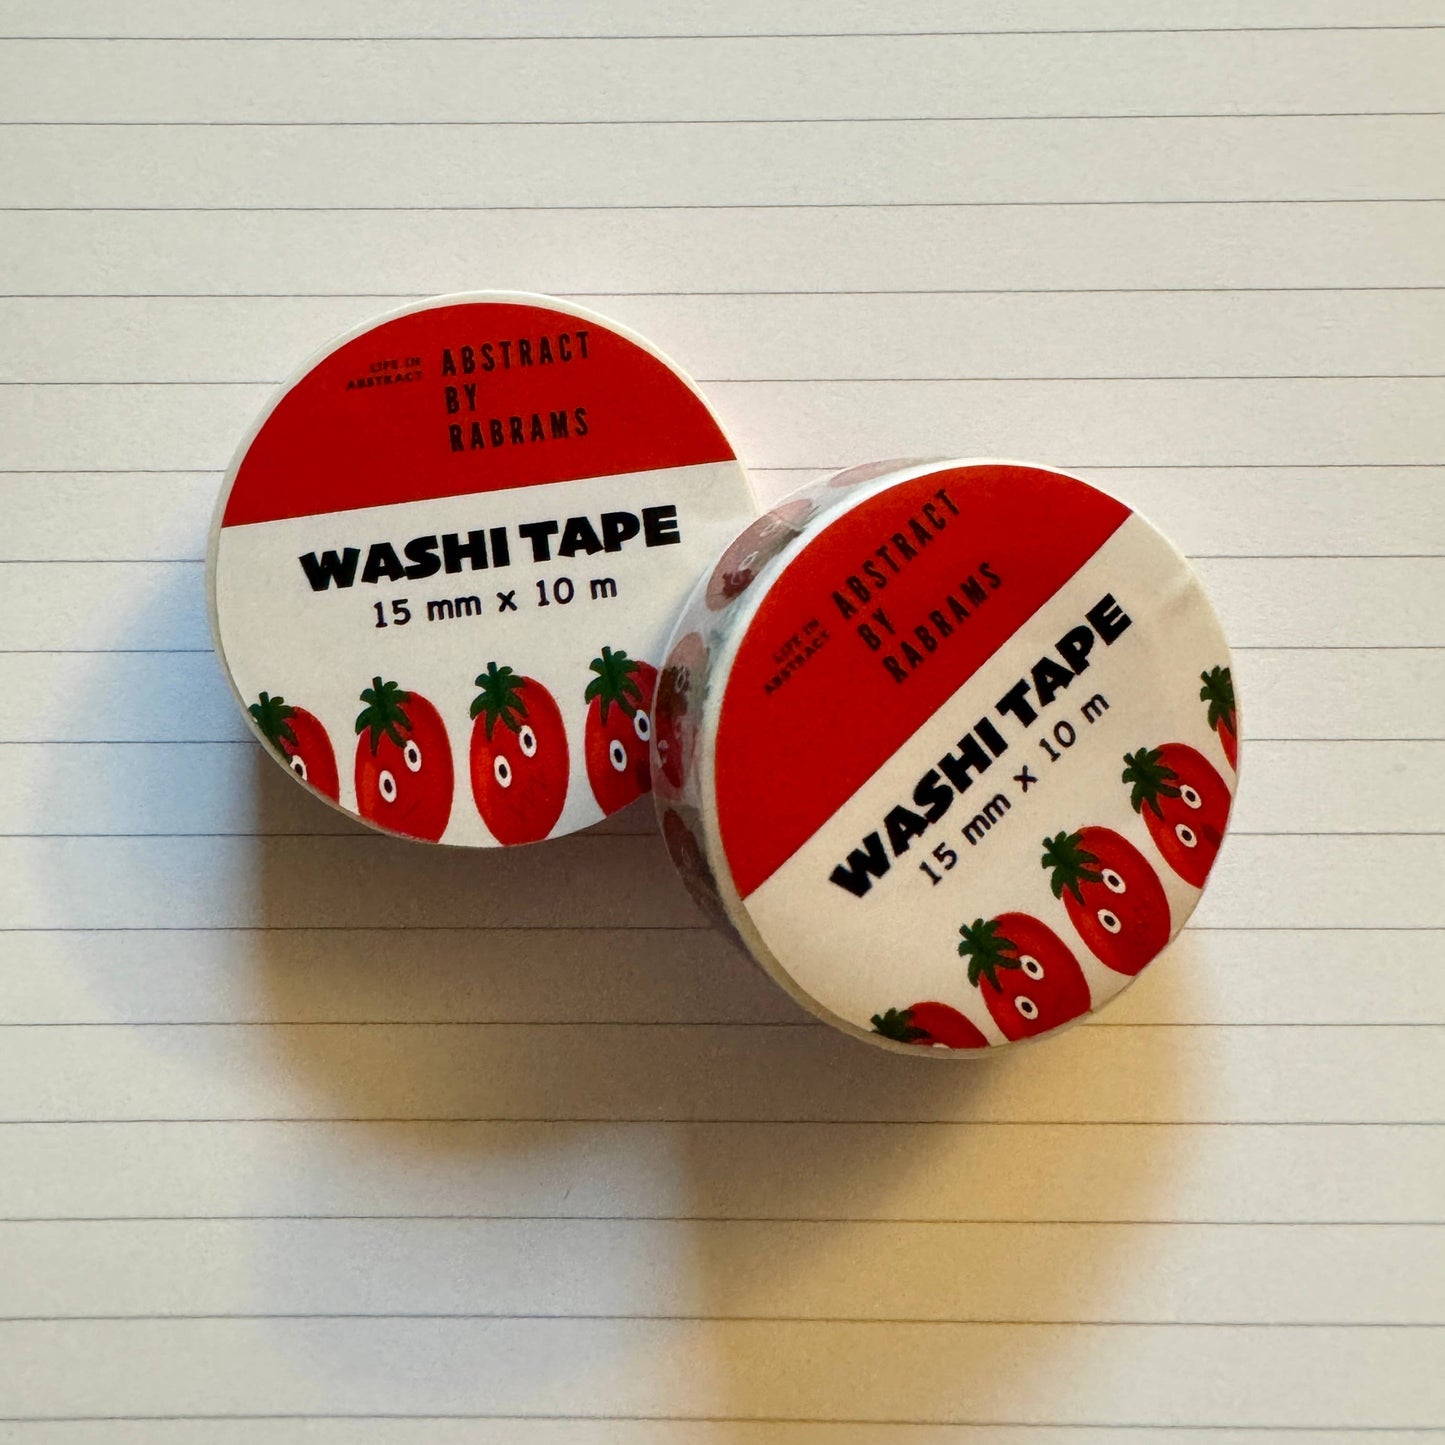 LIFE IN
ABSTRACT
ABSTRACT
BY
RABRAMS
WASHI TAPE
15 mm x 10 m
LIFE IN
ABSTRACT
ABSTRACT
BY
RABRAMS
WASHI TAPE
15 mm x 10 m